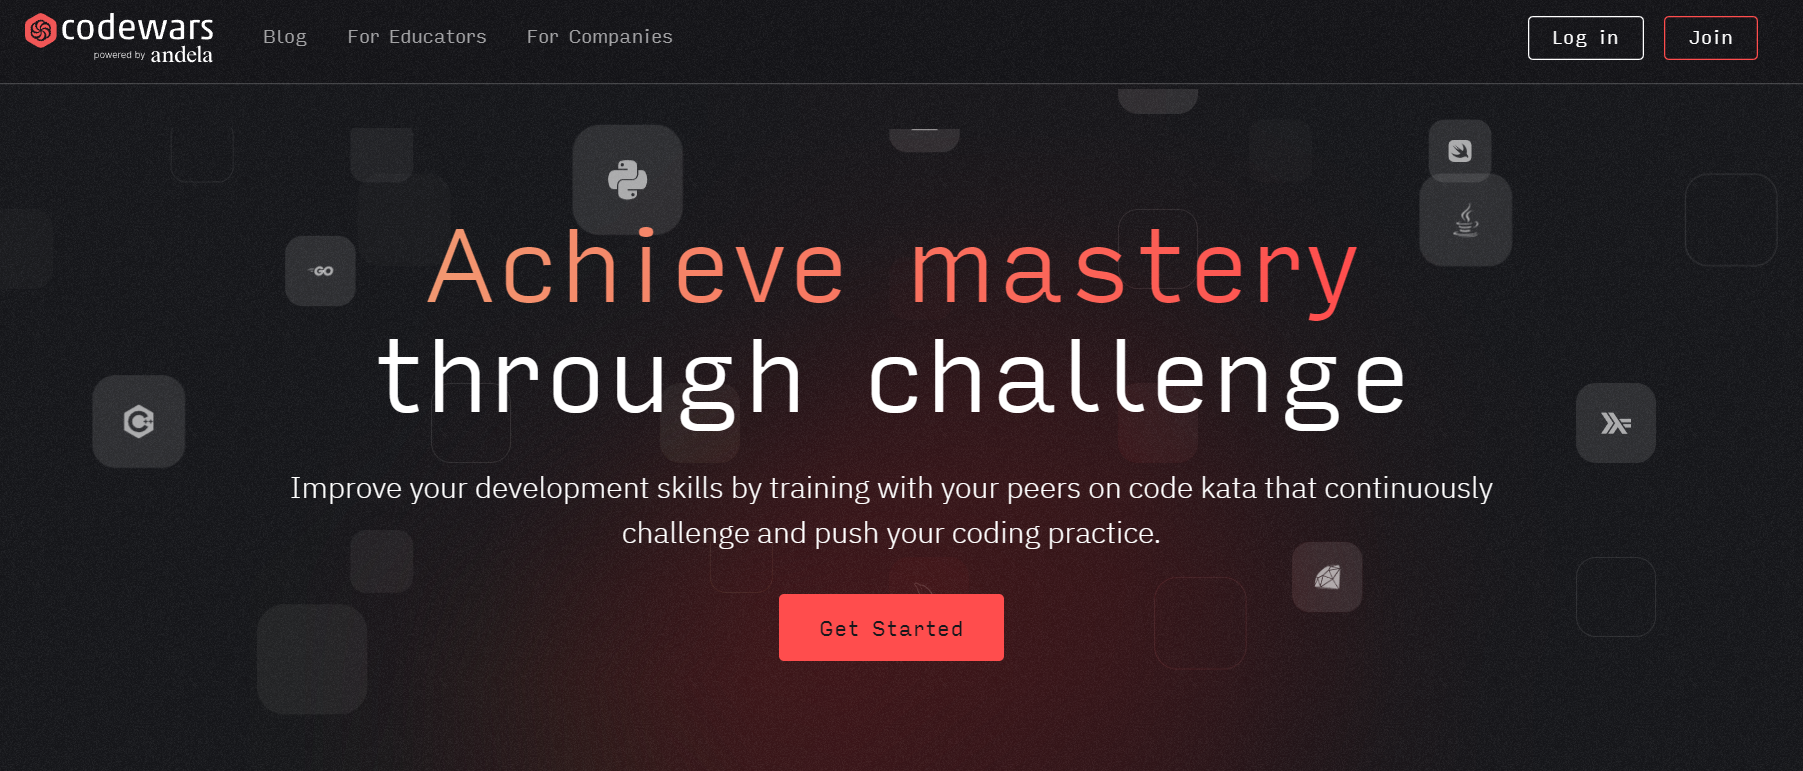 codewars
powered by andela
Blog
For Educators
For Companies
Log in
Join
GO
Achieve mastery
through challenge
Improve your development skills by training with your peers on code kata that continuously
challenge and push your coding practice.
Get Started